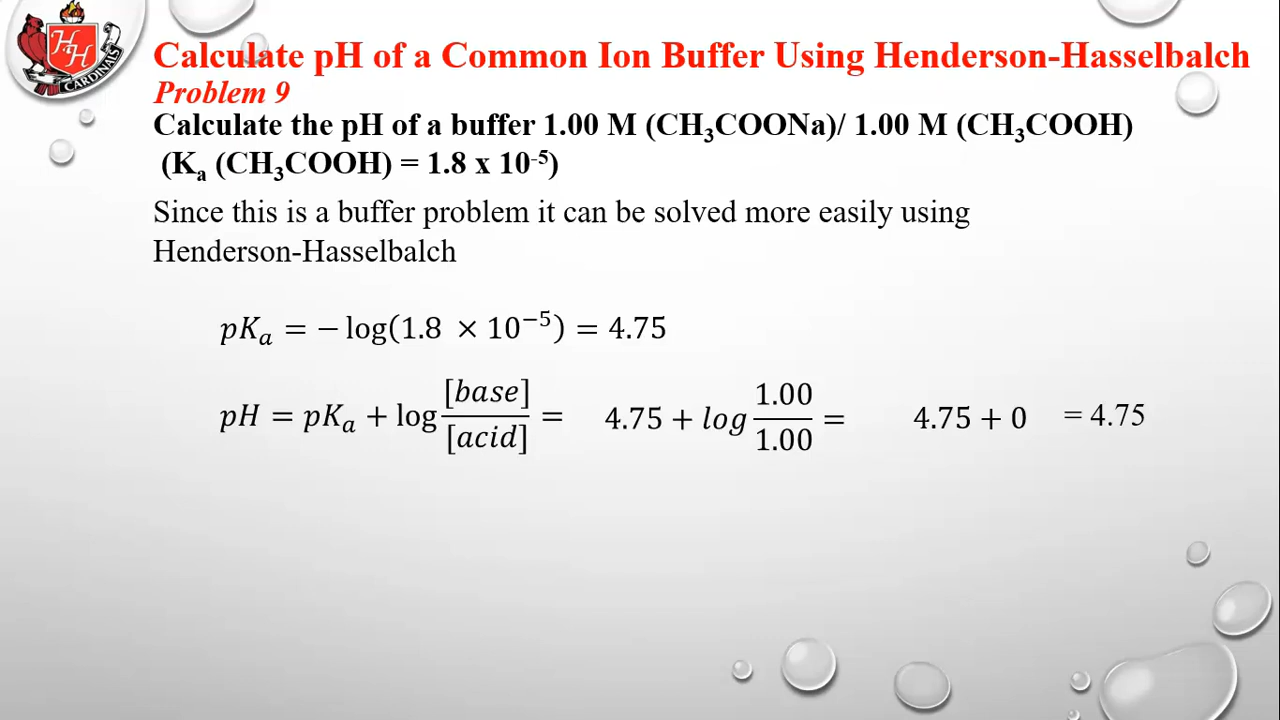 HH
CARDINALS
Calculate pH of a Common Ion Buffer Using Henderson-Hasselbalch
Problem 9
Calculate the pH of a buffer 1.00 M (CH₃COONa)/ 1.00 M (CH₃COOH)
(Kₐ (CH₃COOH) = 1.8 x 10⁻⁵)
Since this is a buffer problem it can be solved more easily using
Henderson-Hasselbalch
pKₐ = − log(1.8 × 10⁻⁵) = 4.75
pH = pKₐ + log [base]/[acid] = 4.75 + log 1.00/1.00 = 4.75 + 0 = 4.75